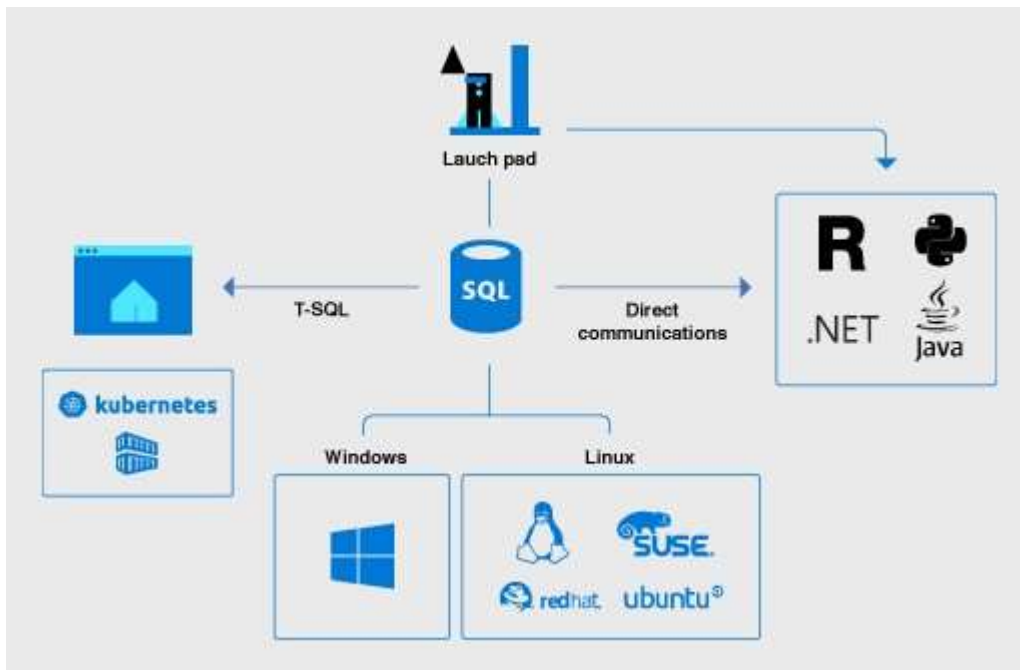 Lauch pad
SQL
T-SQL
Direct
communications
R
.NET
Java
kubernetes
Windows
Linux
SUSE.
redhat.
ubuntu